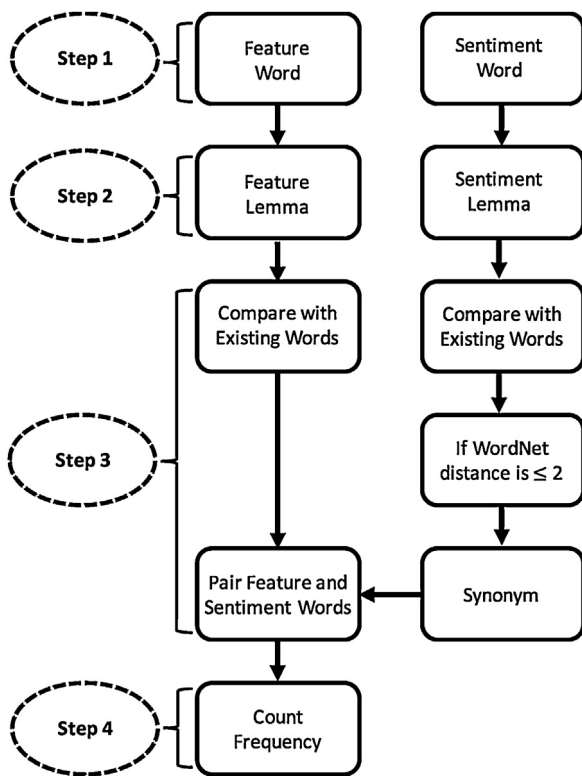 Step 1
Feature
Word
Sentiment
Word
Step 2
Feature
Lemma
Sentiment
Lemma
Step 3
Compare with
Existing Words
Compare with
Existing Words
If WordNet
distance is ≤ 2
Pair Feature and
Sentiment Words
Synonym
Step 4
Count
Frequency